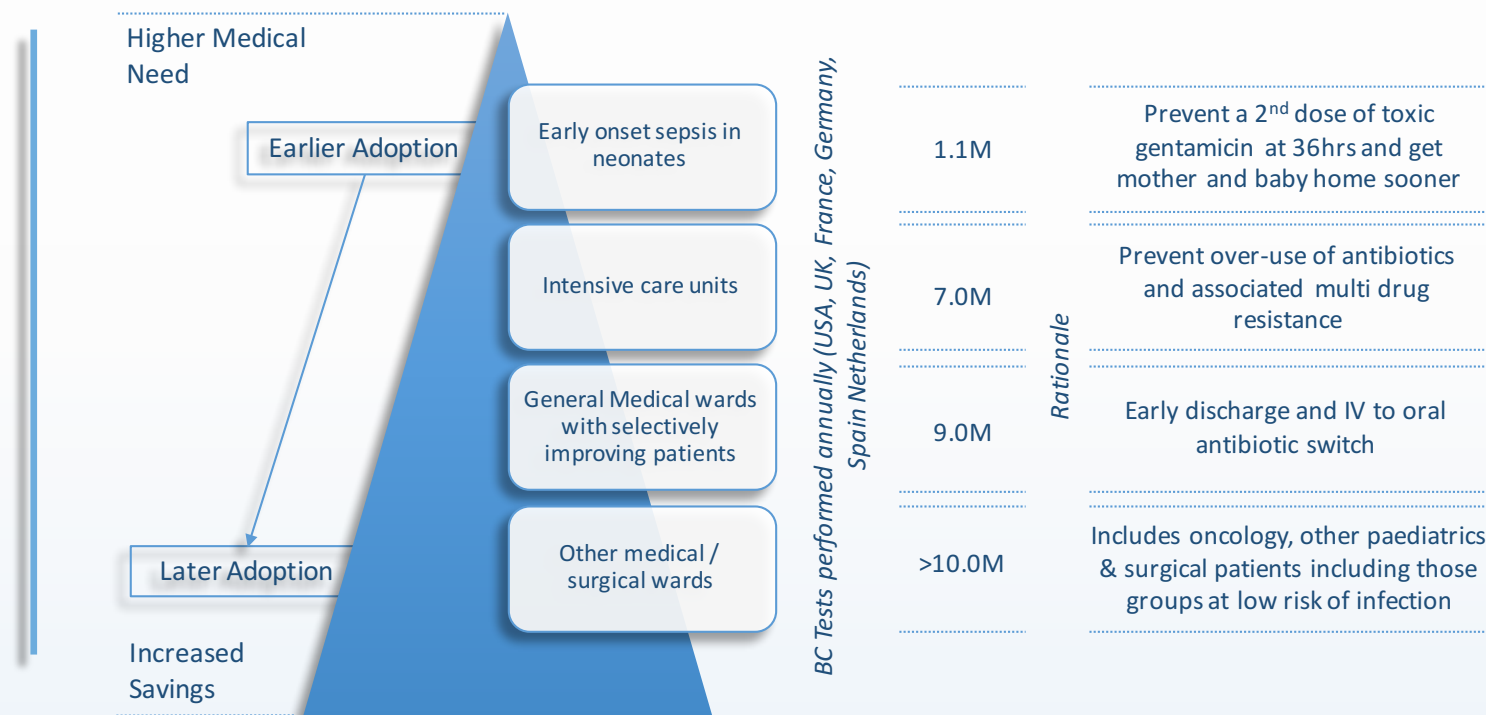 Higher Medical
Need
Earlier Adoption
Later Adoption
Increased
Savings
Early onset sepsis in
neonates
Intensive care units
General Medical wards
with selectively
improving patients
Other medical /
surgical wards
BC Tests performed annually (USA, UK, France, Germany,
Spain Netherlands)
1.1M
7.0M
9.0M
>10.0M
Rationale
Prevent a 2nd dose of toxic
gentamicin at 36hrs and get
mother and baby home sooner
Prevent over-use of antibiotics
and associated multi drug
resistance
Early discharge and IV to oral
antibiotic switch
Includes oncology, other paediatrics
& surgical patients including those
groups at low risk of infection